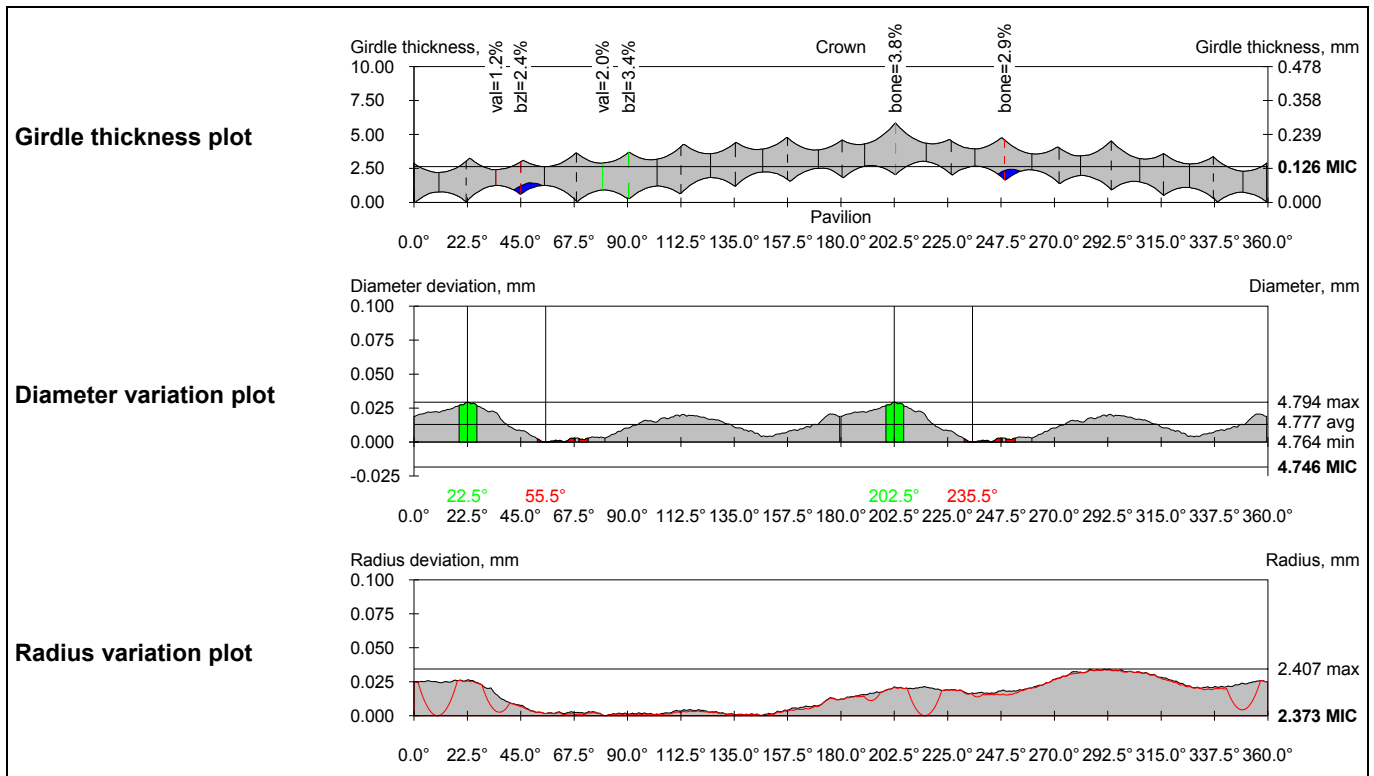 Girdle thickness plot
Girdle thickness,
Crown
Girdle thickness, mm
val=1.2%
bzl=2.4%
val=2.0%
bzl=3.4%
bone=3.8%
bone=2.9%
10.00
7.50
5.00
2.50
0.00
0.478
0.358
0.239
0.126 MIC
0.000
Pavilion
0.0° 22.5° 45.0° 67.5° 90.0° 112.5° 135.0° 157.5° 180.0° 202.5° 225.0° 247.5° 270.0° 292.5° 315.0° 337.5° 360.0°
Diameter variation plot
Diameter deviation, mm
Diameter, mm
0.100
0.075
0.050
0.025
0.000
-0.025
4.794 max
4.777 avg
4.764 min
4.746 MIC
22.5° 55.5° 202.5° 235.5°
0.0° 22.5° 45.0° 67.5° 90.0° 112.5° 135.0° 157.5° 180.0° 202.5° 225.0° 247.5° 270.0° 292.5° 315.0° 337.5° 360.0°
Radius variation plot
Radius deviation, mm
Radius, mm
0.100
0.075
0.050
0.025
0.000
2.407 max
2.373 MIC
0.0° 22.5° 45.0° 67.5° 90.0° 112.5° 135.0° 157.5° 180.0° 202.5° 225.0° 247.5° 270.0° 292.5° 315.0° 337.5° 360.0°